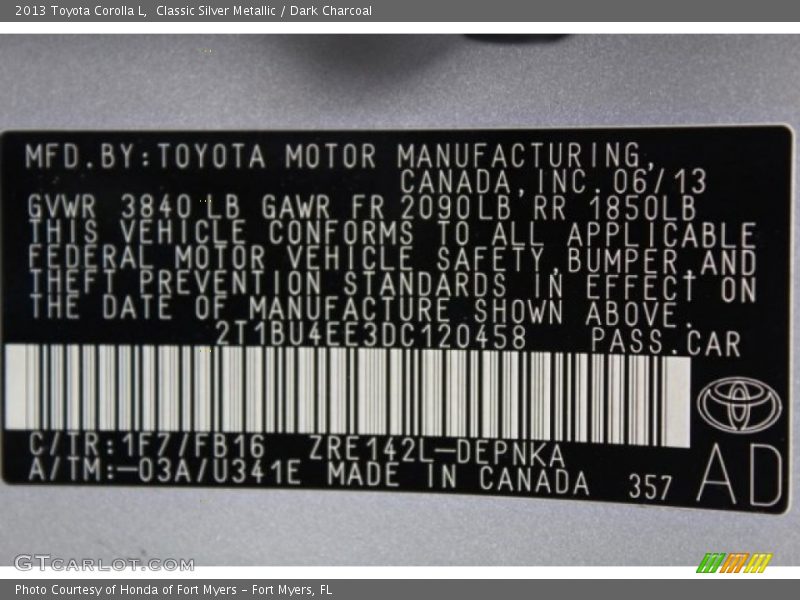 2013 Toyota Corolla L,  Classic Silver Metallic / Dark Charcoal
MFD.BY:TOYOTA MOTOR MANUFACTURING,
CANADA,INC.06/13
GVWR 3840 LB GAWR FR 2090LB RR 1850LB
THIS VEHICLE CONFORMS TO ALL APPLICABLE
FEDERAL MOTOR VEHICLE SAFETY,BUMPER,AND
THEFT PREVENTION STANDARDS IN EFFECT ON
THE DATE OF MANUFACTURE SHOWN ABOVE.
2T1BU4EE3DC120458 PASS.CAR
C/TR:1F7/FB16 ZRE142L-DEPNKA
A/TM:-03A/U341E MADE IN CANADA 357 AD
GTCARLOT.COM
Photo Courtesy of Honda of Fort Myers – Fort Myers, FL